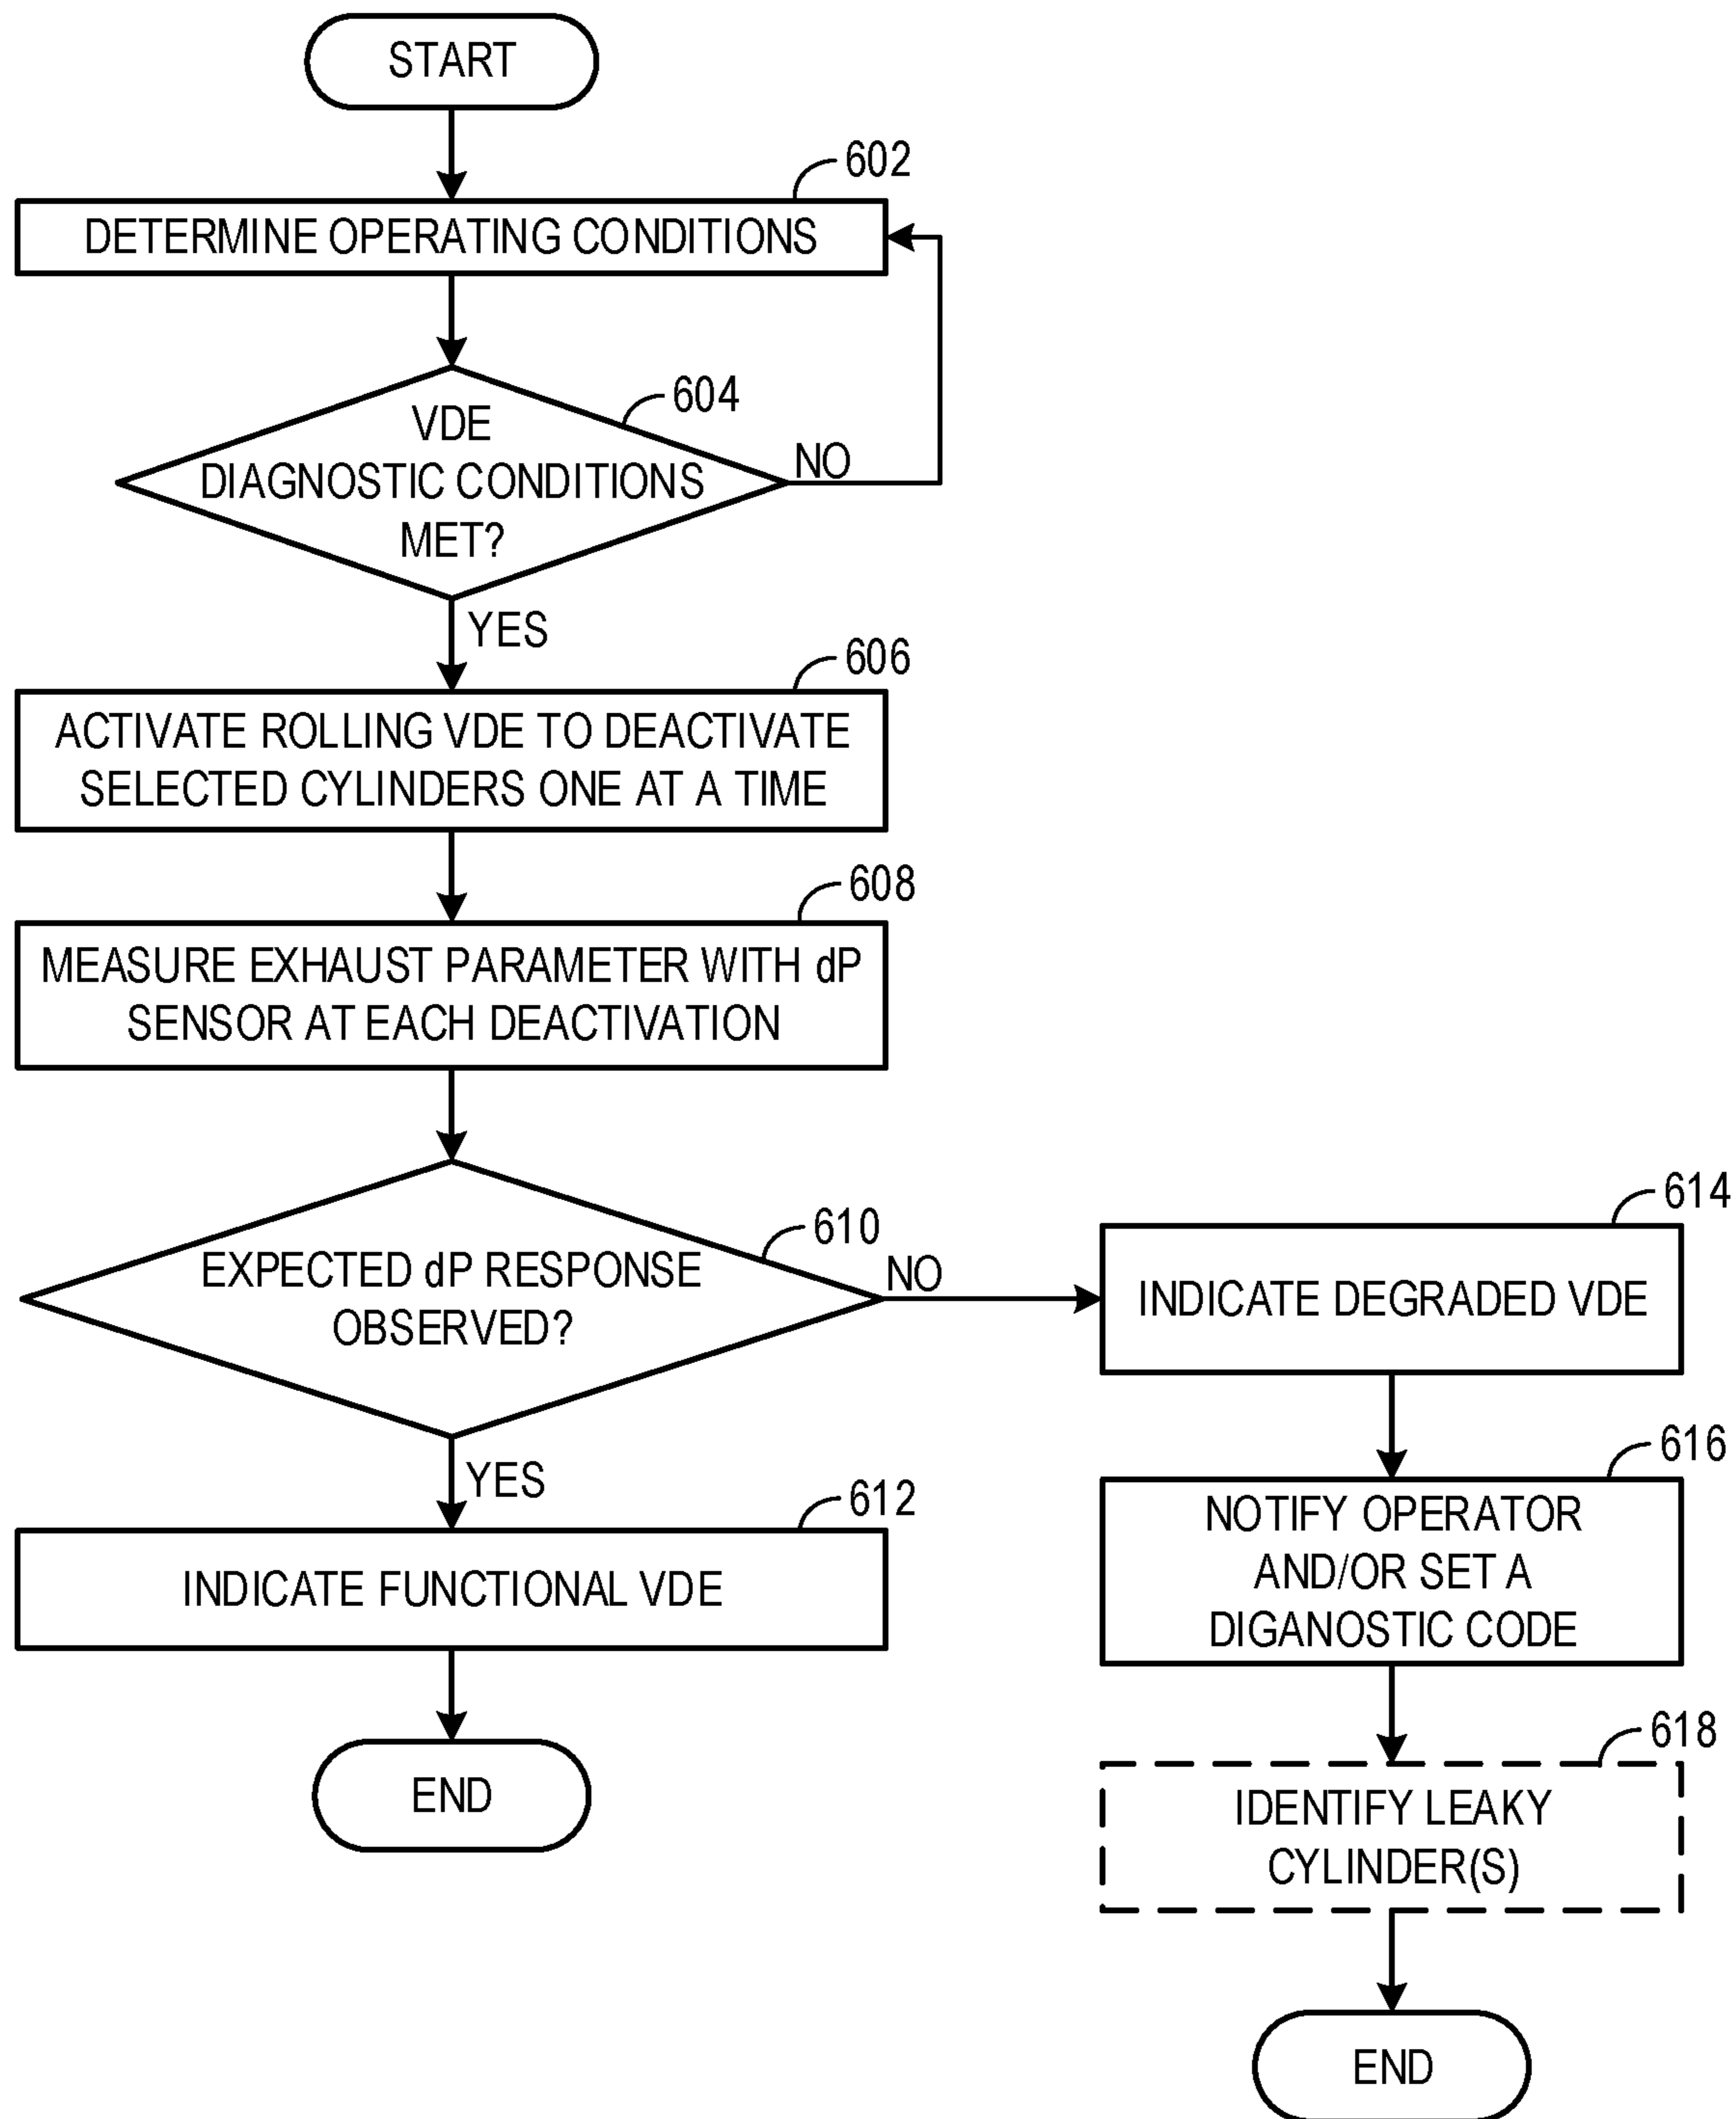 START
602
DETERMINE OPERATING CONDITIONS
604
VDE
DIAGNOSTIC CONDITIONS
MET?
NO
YES
606
ACTIVATE ROLLING VDE TO DEACTIVATE
SELECTED CYLINDERS ONE AT A TIME
608
MEASURE EXHAUST PARAMETER WITH dP
SENSOR AT EACH DEACTIVATION
610
EXPECTED dP RESPONSE
OBSERVED?
NO
YES
612
INDICATE FUNCTIONAL VDE
END
614
INDICATE DEGRADED VDE
616
NOTIFY OPERATOR
AND/OR SET A
DIGANOSTIC CODE
618
IDENTIFY LEAKY
CYLINDER(S)
END